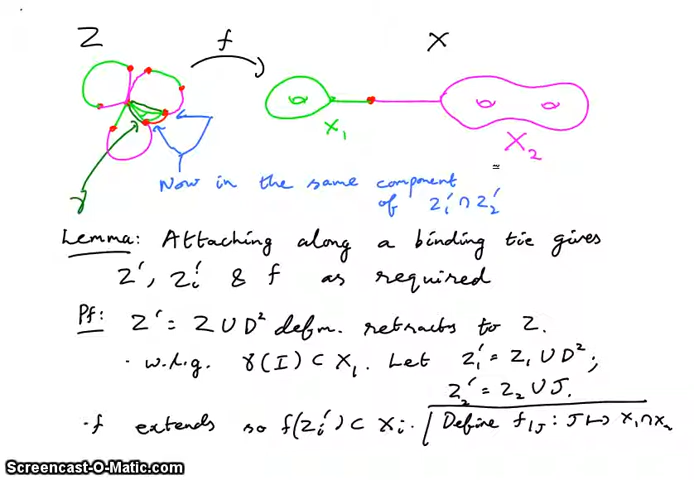 Z f X
X₁
X₂
γ
Now in the same component
of Z₁' ∩ Z₂'
Lemma: Attaching along a binding tie gives
Z', Zᵢ' & f as required
Pf: Z' = Z ∪ D² defm. retracts to Z.
· w.l.g. γ(I) ⊂ X₁. Let Z₁' = Z₁ ∪ D²;
Z₂' = Z₂ ∪ J.
· f extends so f(Zᵢ') ⊂ Xᵢ. Define f|J : J ↦ X₁∩X₂
Screencast-O-Matic.com